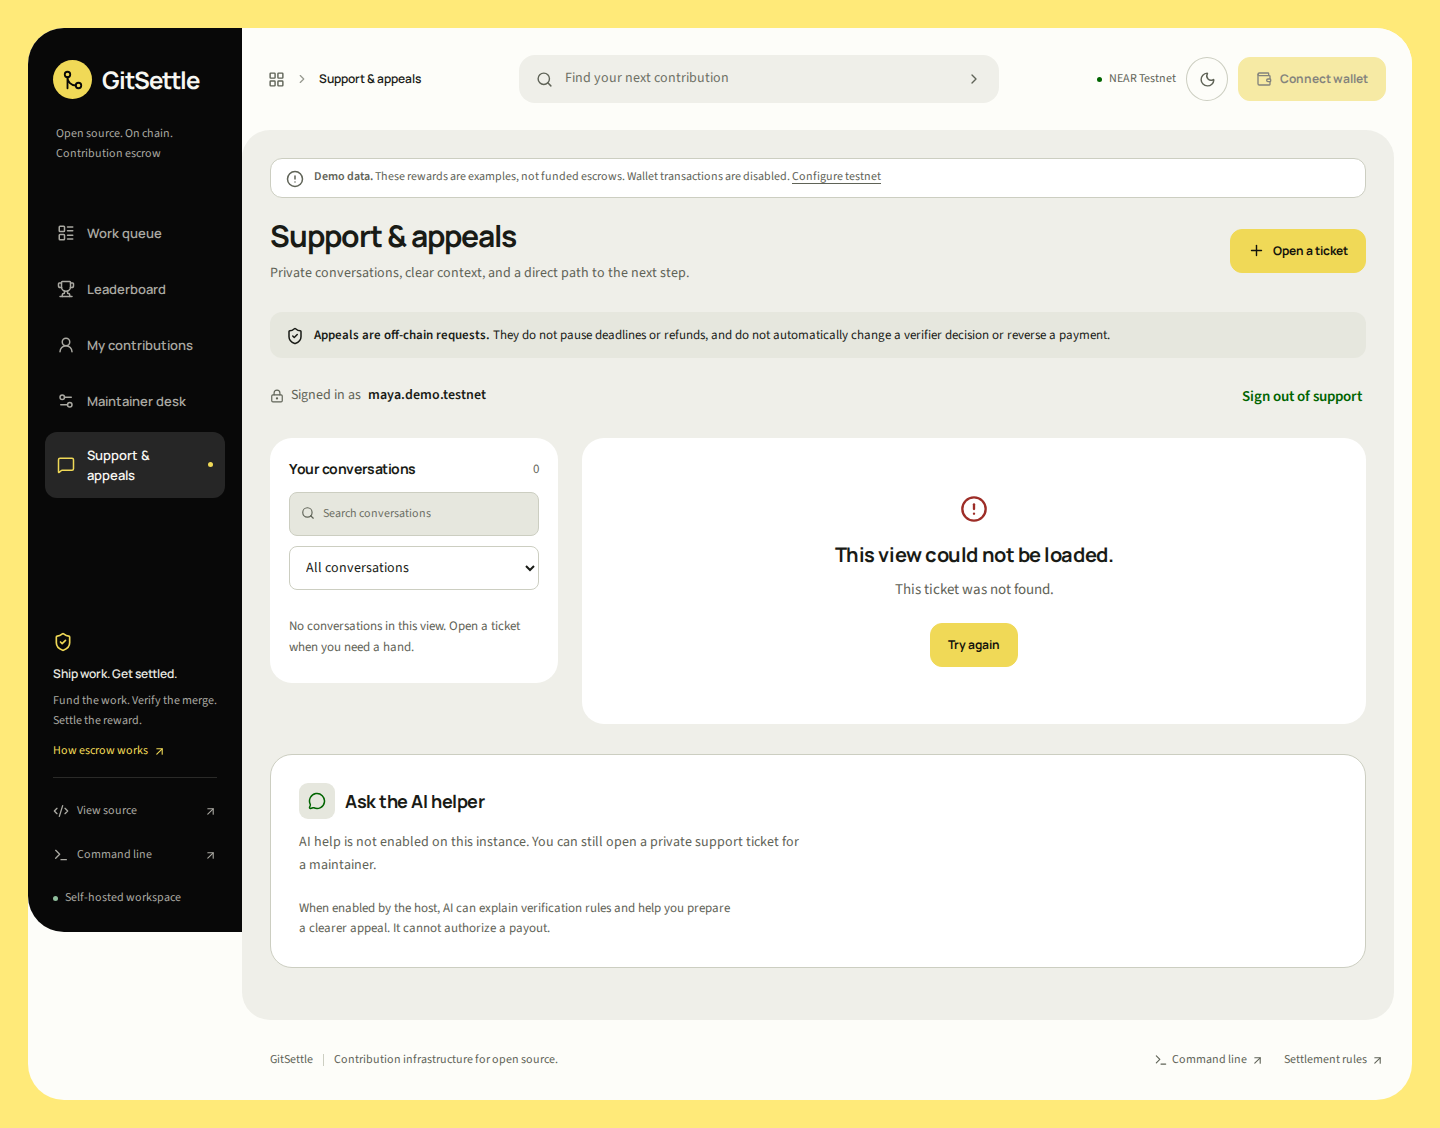 GitSettle
Open source. On chain.
Contribution escrow
Work queue
Leaderboard
My contributions
Maintainer desk
Support &
appeals
Ship work. Get settled.
Fund the work. Verify the merge.
Settle the reward.
How escrow works
View source
Command line
Self-hosted workspace
Support & appeals
Find your next contribution
NEAR Testnet
Connect wallet
Demo data. These rewards are examples, not funded escrows. Wallet transactions are disabled. Configure testnet
Support & appeals
Private conversations, clear context, and a direct path to the next step.
Open a ticket
Appeals are off-chain requests. They do not pause deadlines or refunds, and do not automatically change a verifier decision or reverse a payment.
Signed in as maya.demo.testnet
Sign out of support
Your conversations 0
Search conversations
All conversations
No conversations in this view. Open a ticket
when you need a hand.
This view could not be loaded.
This ticket was not found.
Try again
Ask the AI helper
AI help is not enabled on this instance. You can still open a private support ticket for
a maintainer.
When enabled by the host, AI can explain verification rules and help you prepare
a clearer appeal. It cannot authorize a payout.
GitSettle
Contribution infrastructure for open source.
Command line
Settlement rules